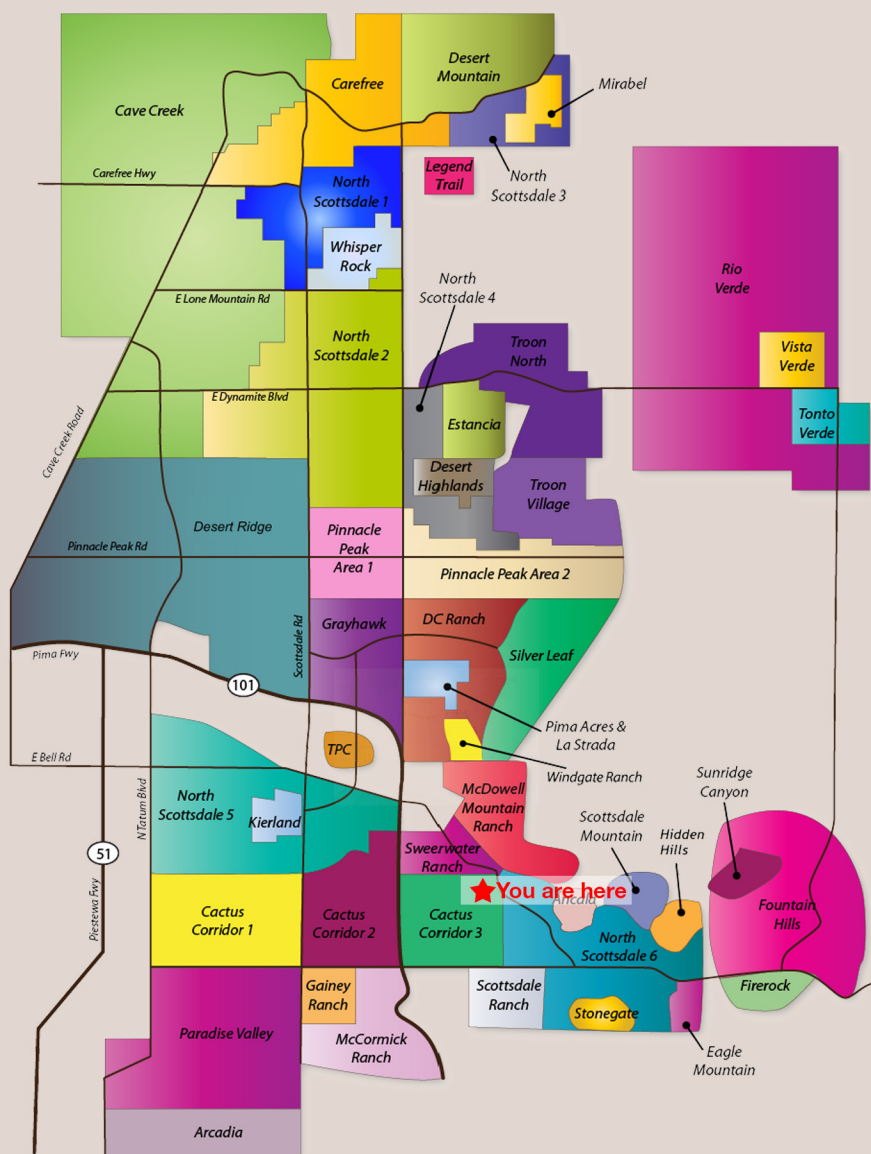 Desert
Mountain
Carefree
Mirabel
Cave Creek
Carefree Hwy
Legend
Trail
North
Scottsdale 3
North
Scottsdale 1
Whisper
Rock
Rio
Verde
North
Scottsdale 4
E Lone Mountain Rd
North
Scottsdale 2
Troon
North
Vista
Verde
E Dynamite Blvd
Estancia
Tonto
Verde
Cave Creek Road
Desert
Highlands
Troon
Village
Desert Ridge
Pinnacle
Peak
Area 1
Pinnacle Peak Rd
Pinnacle Peak Area 2
Grayhawk
DC Ranch
Scottsdale Rd
Silver Leaf
Pima Fwy
101
Pima Acres &
La Strada
TPC
E Bell Rd
Windgate Ranch
Sunridge
Canyon
McDowell
Mountain
Ranch
N Tatum Blvd
North
Scottsdale 5
Kierland
Scottsdale
Mountain
Hidden
Hills
51
Sweerwater
Ranch
You are here
Ancala
Piestewa Fwy
Cactus
Corridor 1
Cactus
Corridor 2
Cactus
Corridor 3
Fountain
Hills
North
Scottsdale 6
Gainey
Ranch
Scottsdale
Ranch
Firerock
Stonegate
Paradise Valley
McCormick
Ranch
Eagle
Mountain
Arcadia